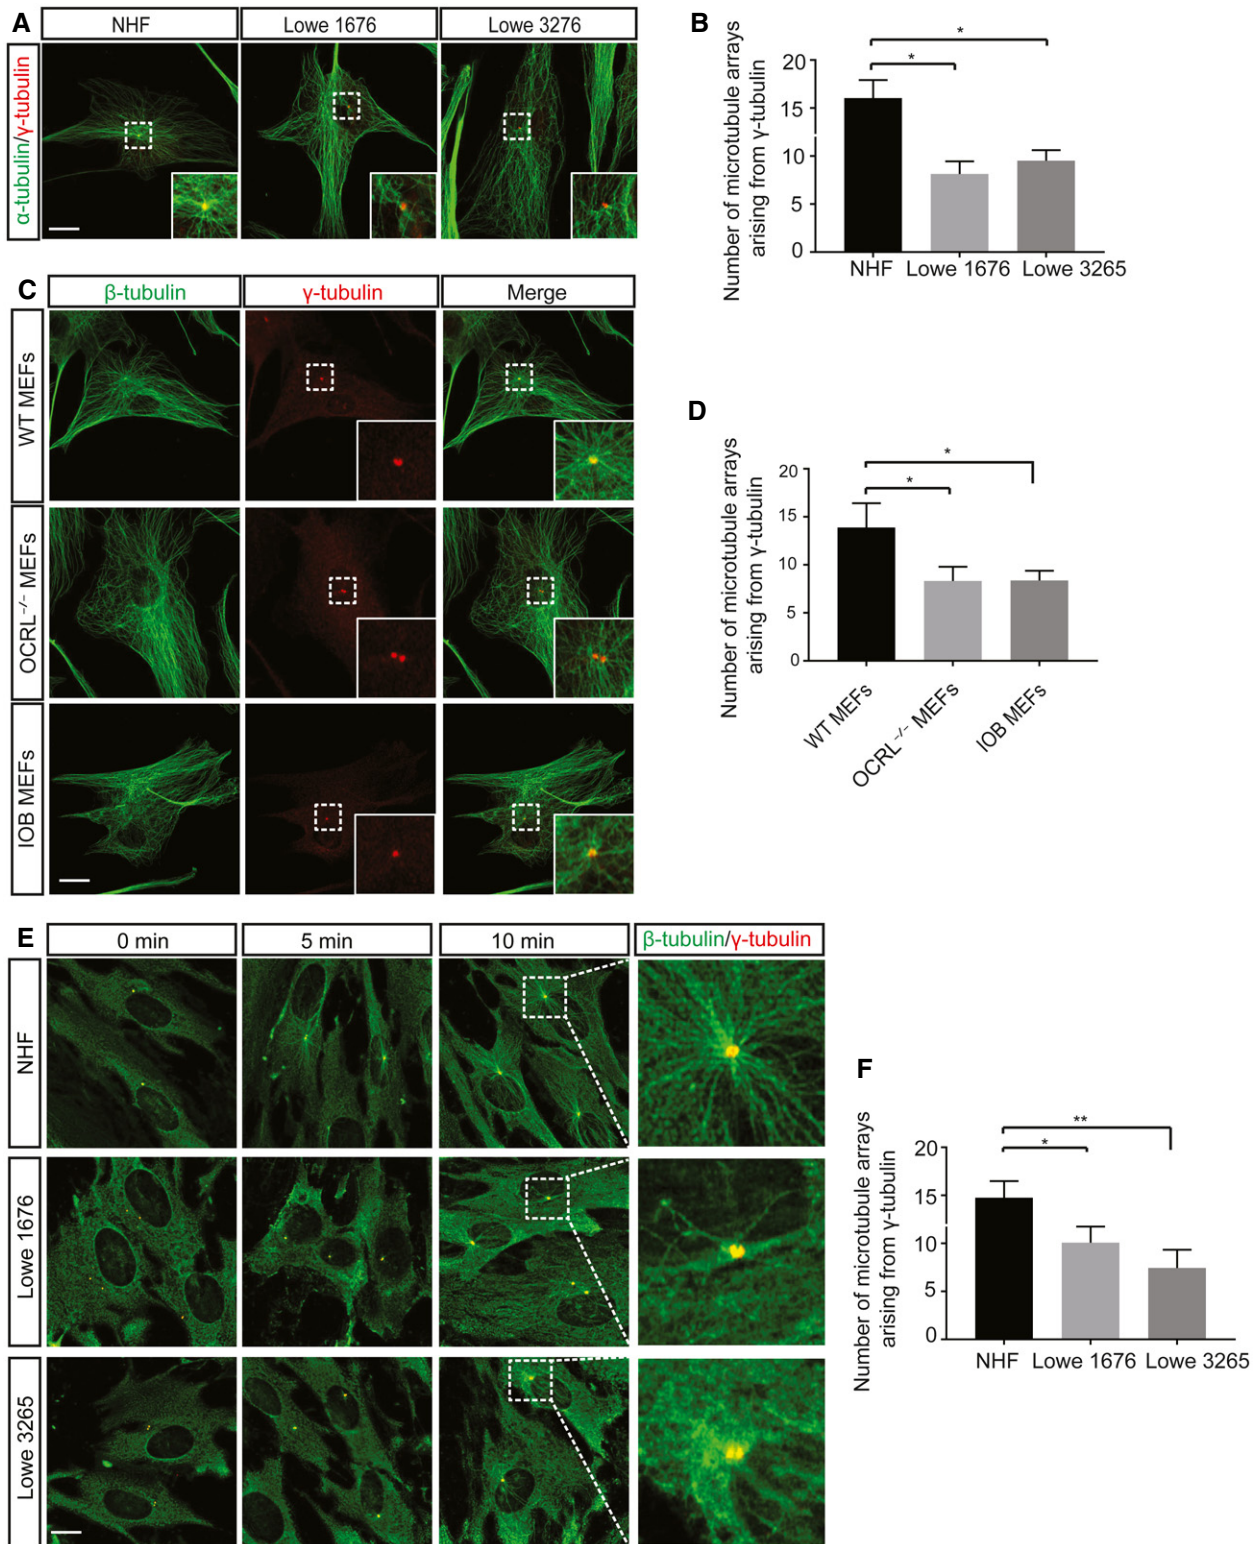 A
NHF
Lowe 1676
Lowe 3276
α-tubulin/γ-tubulin
B
Number of microtubule arrays
arising from γ-tubulin
20
15
10
5
0
*
*
NHF
Lowe 1676
Lowe 3265
C
β-tubulin
γ-tubulin
Merge
WT MEFs
OCRL⁻/⁻ MEFs
IOB MEFs
D
Number of microtubule arrays
arising from γ-tubulin
20
15
10
5
0
*
*
WT MEFs
OCRL⁻/⁻ MEFs
IOB MEFs
E
0 min
5 min
10 min
β-tubulin/γ-tubulin
NHF
Lowe 1676
Lowe 3265
F
Number of microtubule arrays
arising from γ-tubulin
20
15
10
5
0
**
*
NHF
Lowe 1676
Lowe 3265